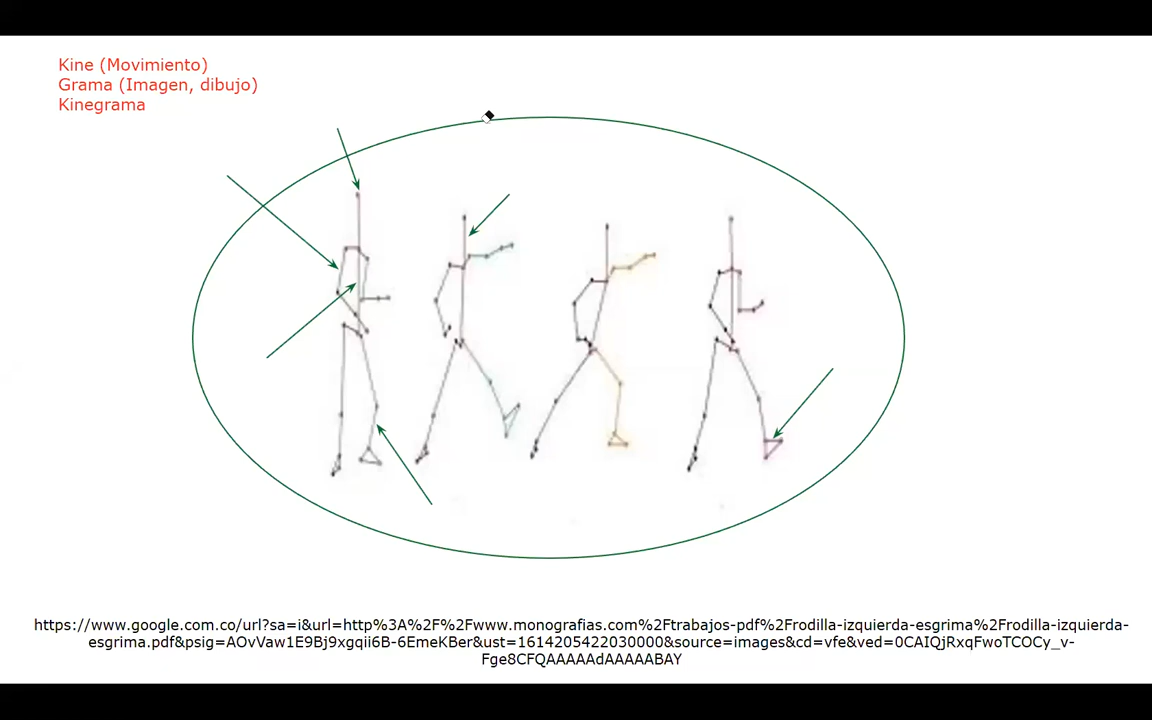 Kine (Movimiento)
Grama (Imagen, dibujo)
Kinegrama
https://www.google.com.co/url?sa=i&url=http%3A%2F%2Fwww.monografias.com%2Ftrabajos-pdf%2Frodilla-izquierda-esgrima%2Frodilla-izquierda-
esgrima.pdf&psig=AOvVaw1E9Bj9xgqii6B-6EmeKBer&ust=1614205422030000&source=images&cd=vfe&ved=0CAIQjRxqFwoTCOCy_v-
Fge8CFQAAAAAdAAAAABAY